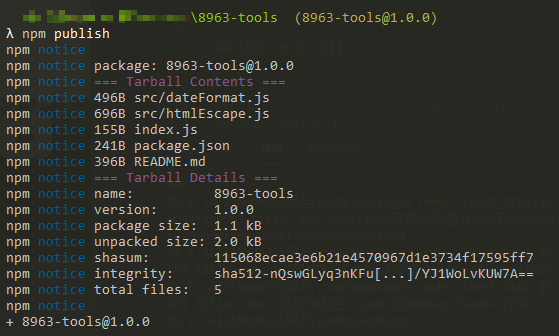 \8963-tools (8963-tools@1.0.0)
λ npm publish
npm notice
npm notice package: 8963-tools@1.0.0
npm notice === Tarball Contents ===
npm notice 496B src/dateFormat.js
npm notice 696B src/htmlEscape.js
npm notice 155B index.js
npm notice 241B package.json
npm notice 396B README.md
npm notice === Tarball Details ===
npm notice name: 8963-tools
npm notice version: 1.0.0
npm notice package size: 1.1 kB
npm notice unpacked size: 2.0 kB
npm notice shasum: 115068ecae3e6b21e4570967d1e3734f17595ff7
npm notice integrity: sha512-nQswGLyq3nKFu[...]/YJ1WoLvKUW7A==
npm notice total files: 5
npm notice
+ 8963-tools@1.0.0